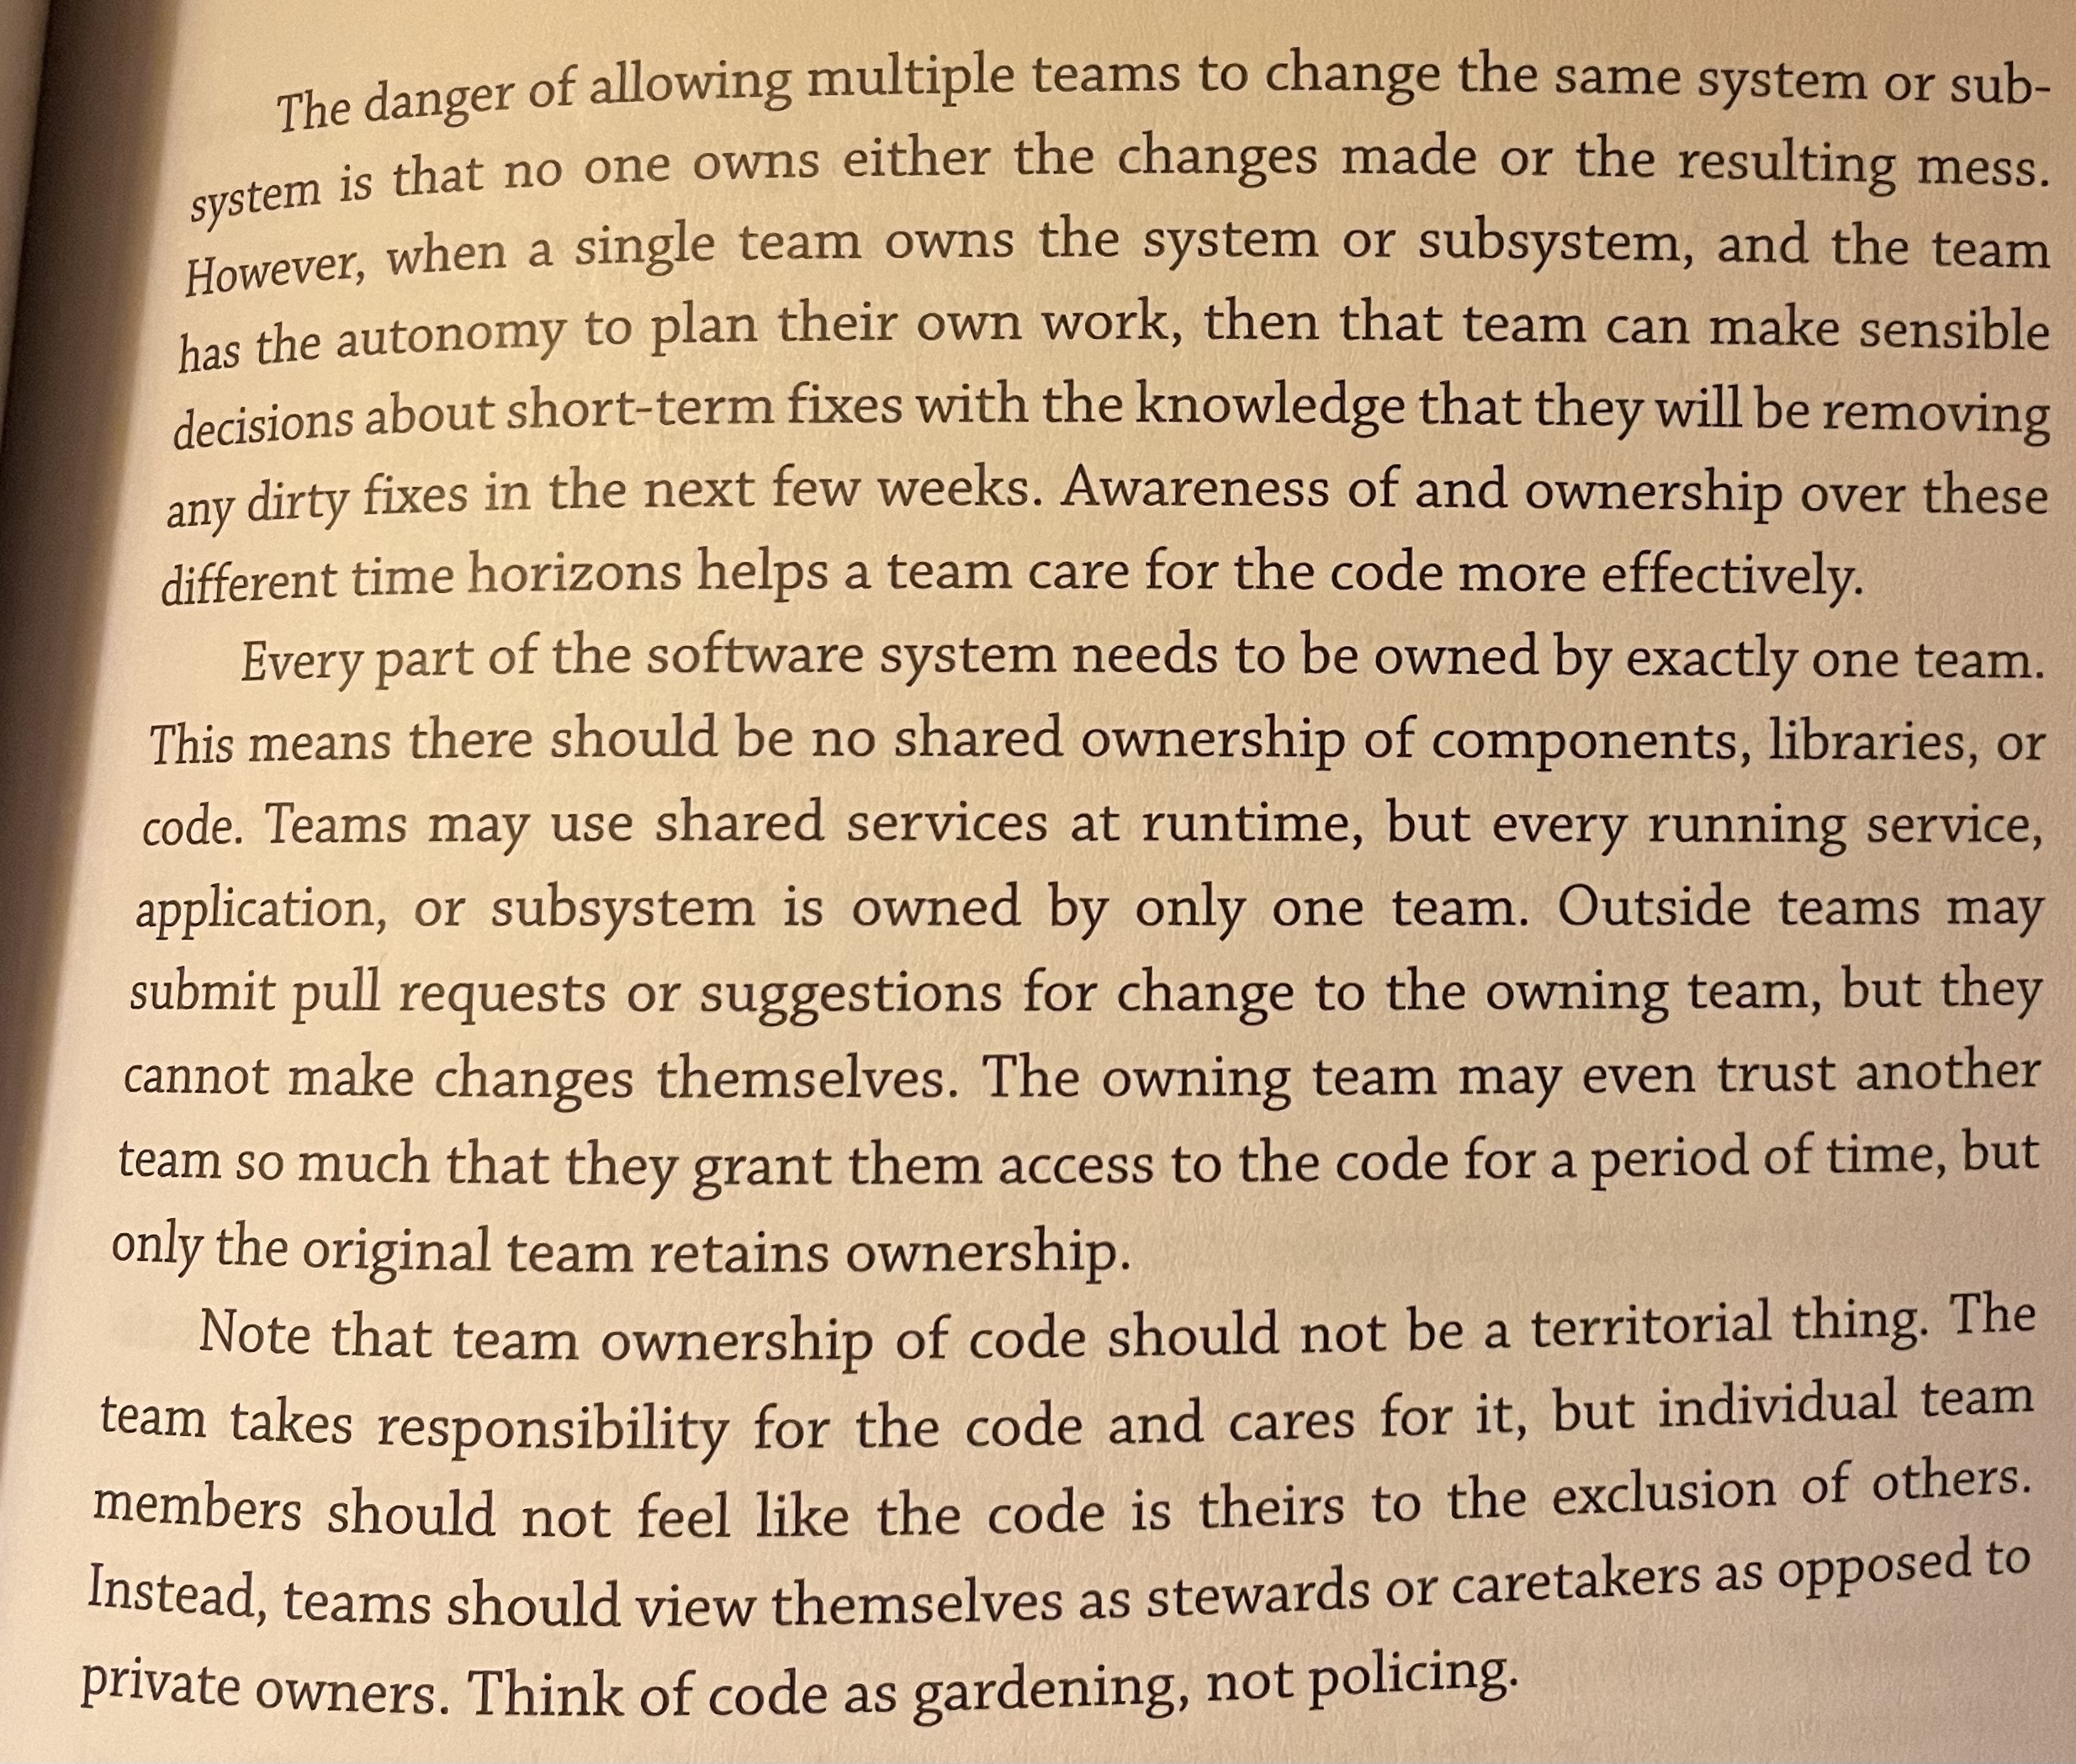 The danger of allowing multiple teams to change the same system or sub-
system is that no one owns either the changes made or the resulting mess.
However, when a single team owns the system or subsystem, and the team
has the autonomy to plan their own work, then that team can make sensible
decisions about short-term fixes with the knowledge that they will be removing
any dirty fixes in the next few weeks. Awareness of and ownership over these
different time horizons helps a team care for the code more effectively.
Every part of the software system needs to be owned by exactly one team.
This means there should be no shared ownership of components, libraries, or
code. Teams may use shared services at runtime, but every running service,
application, or subsystem is owned by only one team. Outside teams may
submit pull requests or suggestions for change to the owning team, but they
cannot make changes themselves. The owning team may even trust another
team so much that they grant them access to the code for a period of time, but
only the original team retains ownership.
Note that team ownership of code should not be a territorial thing. The
team takes responsibility for the code and cares for it, but individual team
members should not feel like the code is theirs to the exclusion of others.
Instead, teams should view themselves as stewards or caretakers as opposed to
private owners. Think of code as gardening, not policing.